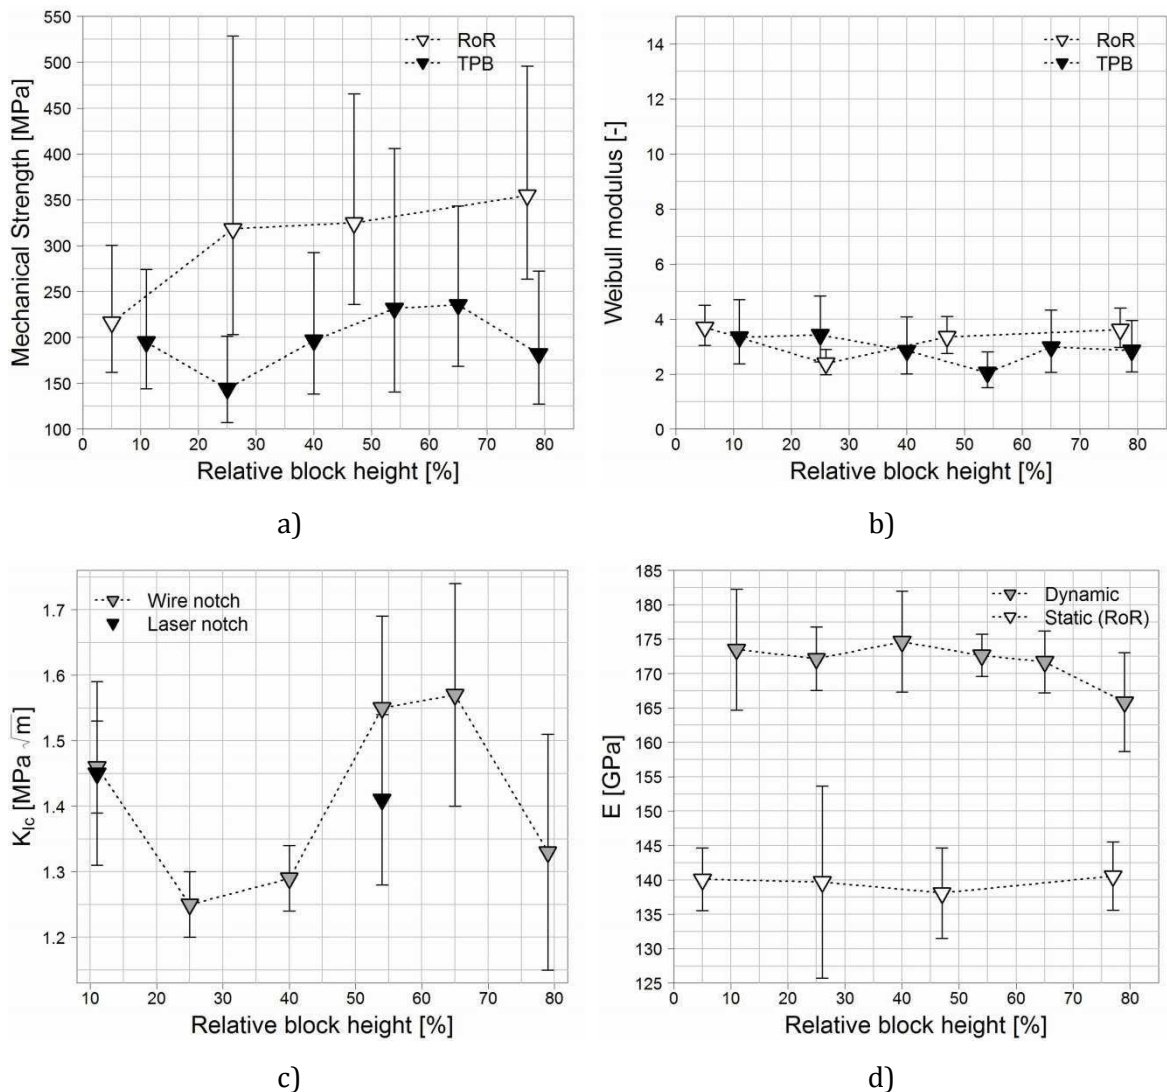 550
500
450
400
350
300
250
200
150
100
Mechanical Strength [MPa]
RoR
TPB
0 10 20 30 40 50 60 70 80
Relative block height [%]
a)
14
12
10
8
6
4
2
0
Weibull modulus [-]
RoR
TPB
0 10 20 30 40 50 60 70 80
Relative block height [%]
b)
1.7
1.6
1.5
1.4
1.3
1.2
K_Ic [MPa √m]
Wire notch
Laser notch
10 20 30 40 50 60 70 80
Relative block height [%]
c)
185
180
175
170
165
160
155
150
145
140
135
130
125
E [GPa]
Dynamic
Static (RoR)
0 10 20 30 40 50 60 70 80
Relative block height [%]
d)